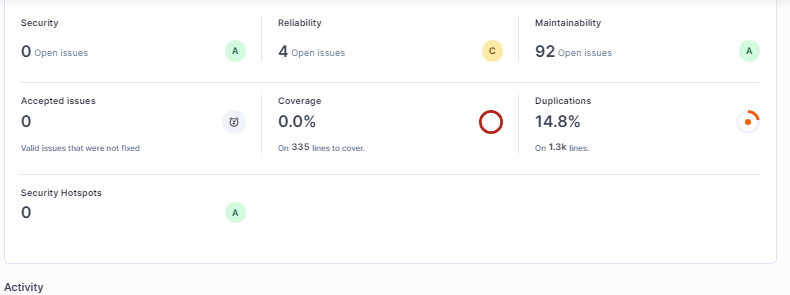 Security
0 Open issues
A
Reliability
4 Open issues
C
Maintainability
92 Open issues
A
Accepted issues
0
Valid issues that were not fixed
Coverage
0.0%
On 335 lines to cover.
Duplications
14.8%
On 1.3k lines.
Security Hotspots
0
A
Activity